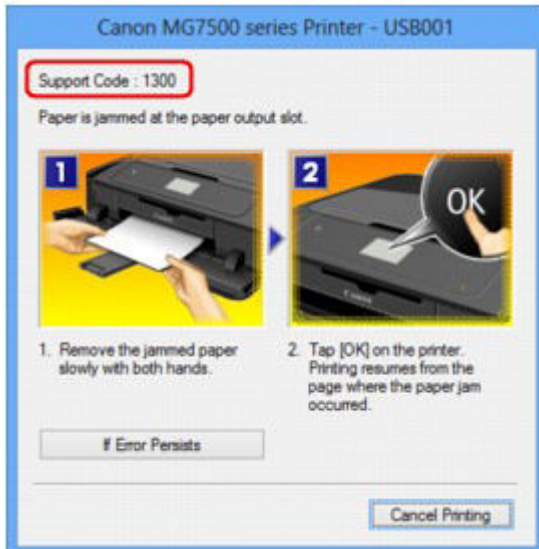 Canon MG7500 series Printer - USB001
Support Code : 1300
Paper is jammed at the paper output slot.
1
2
OK
Canon
1. Remove the jammed paper
slowly with both hands.
2. Tap [OK] on the printer.
Printing resumes from the
page where the paper jam
occurred.
If Error Persists
Cancel Printing